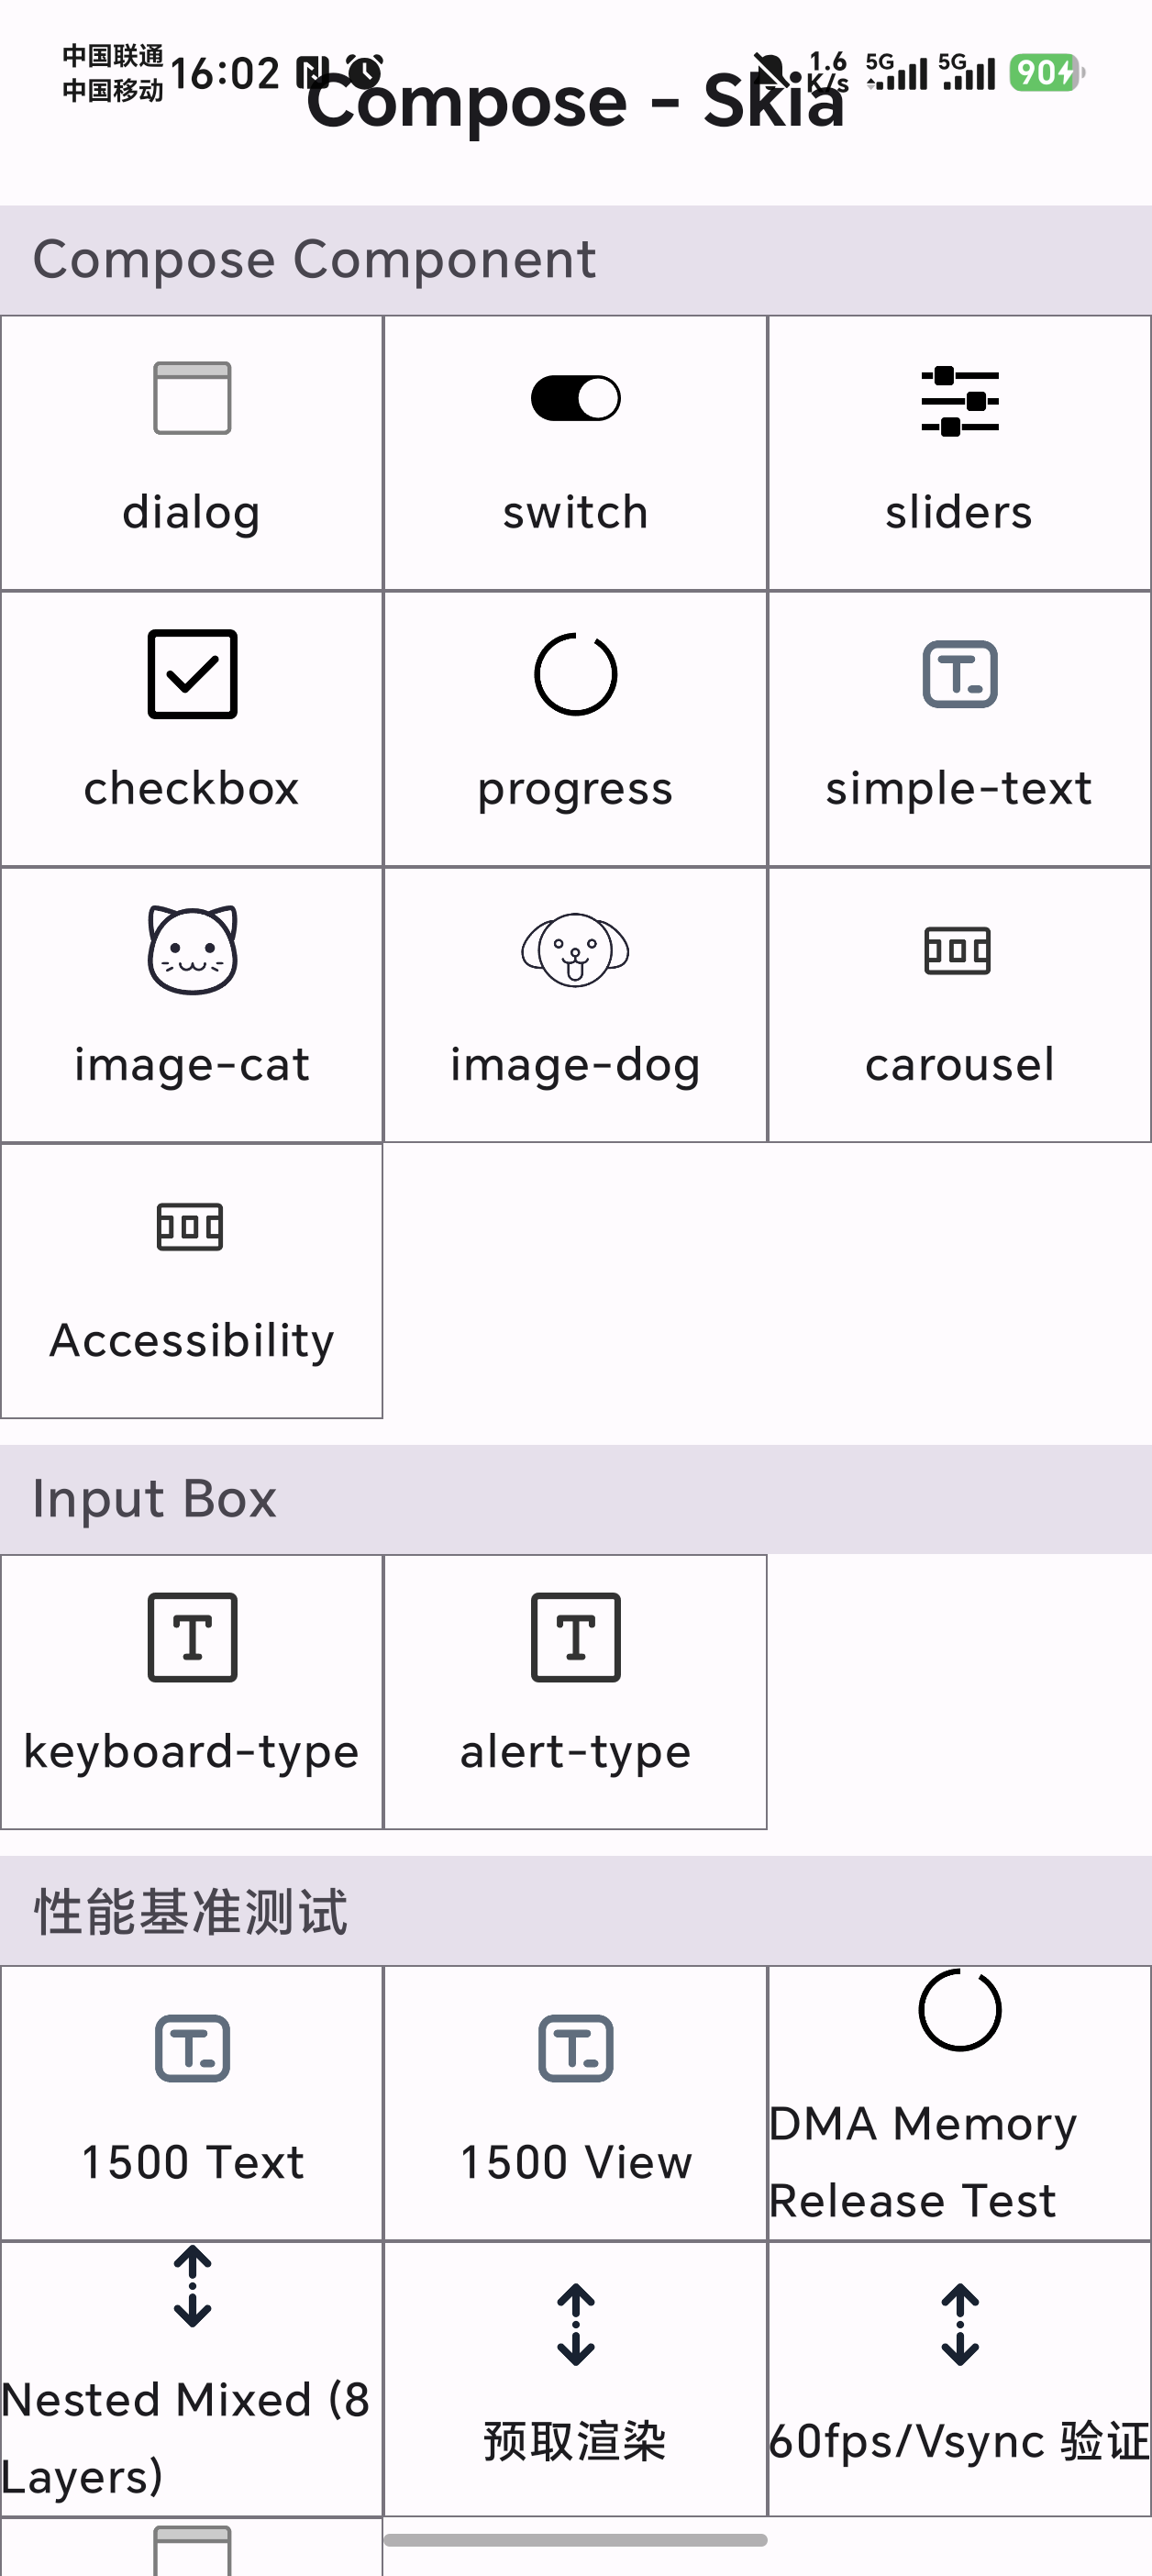 中国联通
中国移动
16:02
1.6
K/s
5G
5G
90
Compose - Skia
Compose Component
dialog
switch
sliders
checkbox
progress
simple-text
image-cat
image-dog
carousel
Accessibility
Input Box
keyboard-type
alert-type
性能基准测试
1500 Text
1500 View
DMA Memory
Release Test
Nested Mixed (8
Layers)
预取渲染
60fps/Vsync 验证